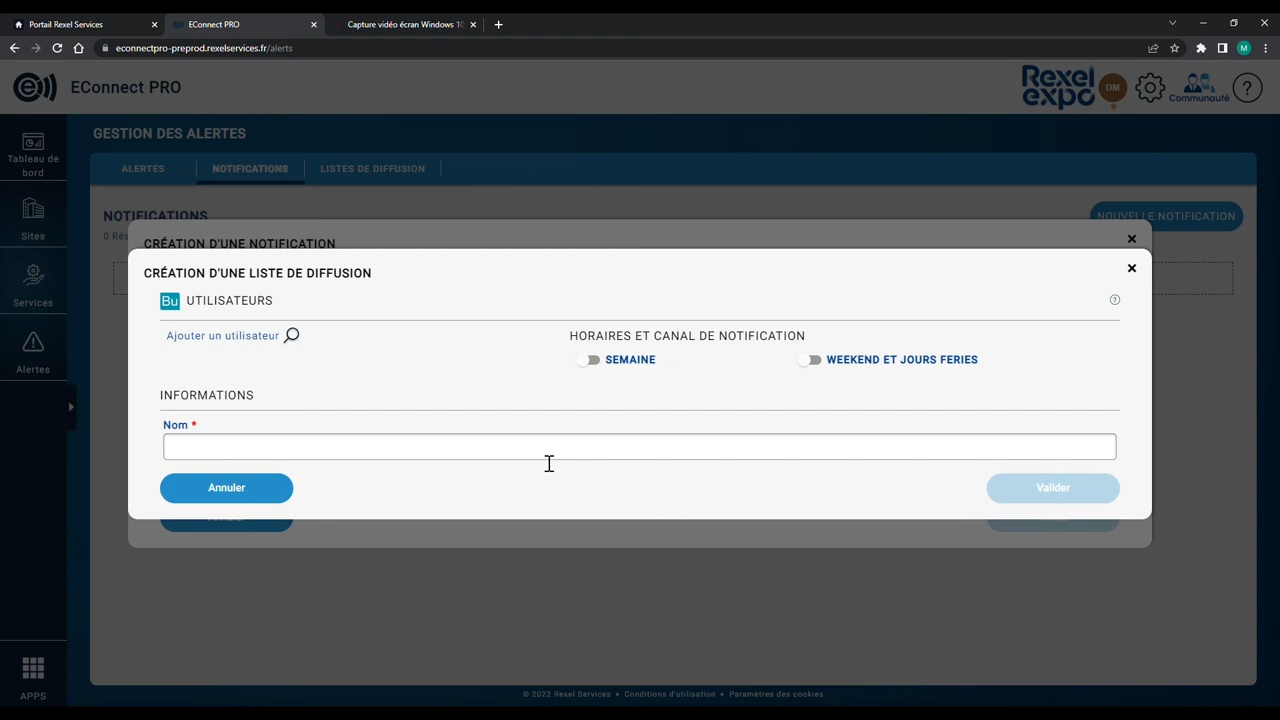 Portail Rexel Services
EConnect PRO
Capture vidéo écran Windows 10
econnectpro-preprod.rexelservices.fr/alerts
M
EConnect PRO
Rexel expo
DM
Communauté
?
Tableau de bord
Sites
Services
Alertes
APPS
GESTION DES ALERTES
ALERTES
NOTIFICATIONS
LISTES DE DIFFUSION
NOTIFICATIONS
NOUVELLE NOTIFICATION
0 Rés
CRÉATION D'UNE NOTIFICATION
CRÉATION D'UNE LISTE DE DIFFUSION
Bu UTILISATEURS
?
Ajouter un utilisateur
HORAIRES ET CANAL DE NOTIFICATION
SEMAINE
WEEKEND ET JOURS FERIES
INFORMATIONS
Nom *
Annuler
Valider
© 2022 Rexel Services • Conditions d'utilisation • Paramètres des cookies